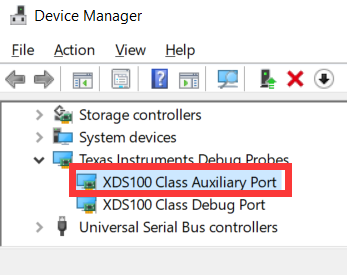 Device Manager
File Action View Help
Storage controllers
System devices
Texas Instruments Debug Probes
XDS100 Class Auxiliary Port
XDS100 Class Debug Port
Universal Serial Bus controllers